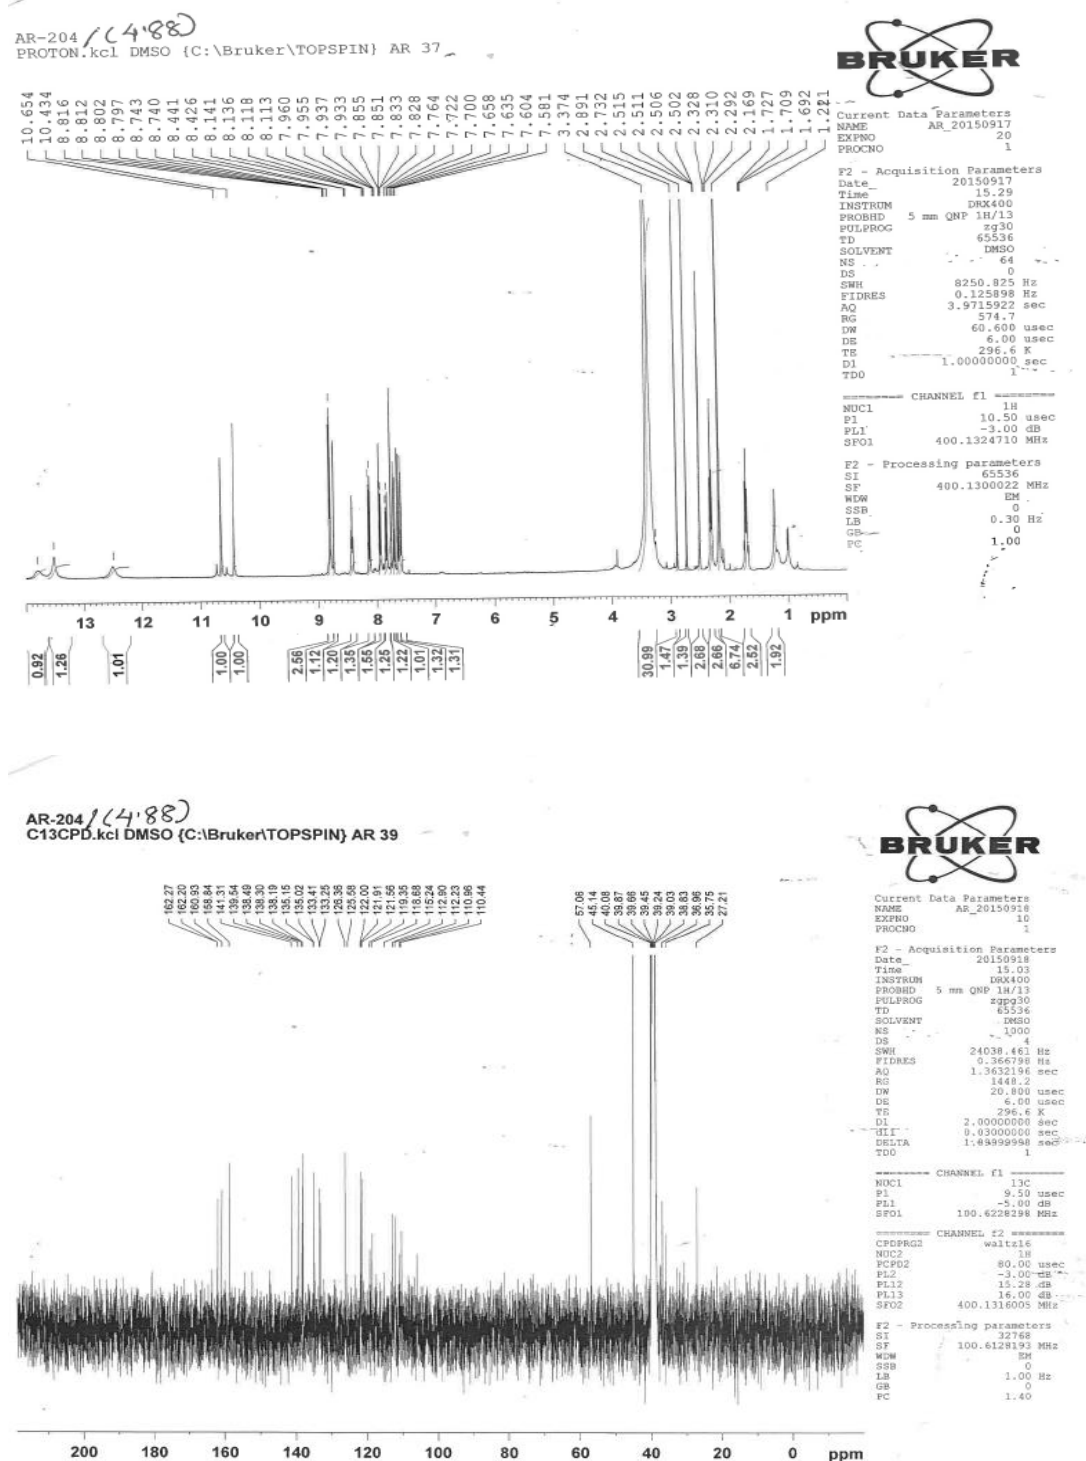 AR-204 /(4.88)
PROTON.kcl DMSO {C:\Bruker\TOPSPIN} AR 37
BRUKER
10.654
10.434
8.816
8.812
8.802
8.797
8.743
8.740
8.441
8.426
8.141
8.136
8.118
8.113
7.960
7.955
7.937
7.933
7.855
7.851
7.833
7.828
7.764
7.722
7.700
7.658
7.635
7.604
7.581
3.374
2.891
2.732
2.515
2.511
2.506
2.502
2.328
2.310
2.292
2.169
1.727
1.709
1.692
Current Data Parameters
NAME AR_20150917
EXPNO 20
PROCNO 1
F2 - Acquisition Parameters
Date_ 20150917
Time 15.29
INSTRUM DRX400
PROBHD 5 mm QNP 1H/13
PULPROG zg30
TD 65536
SOLVENT DMSO
NS 64
DS 0
SWH 8250.825 Hz
FIDRES 0.125898 Hz
AQ 3.9715922 sec
RG 574.7
DW 60.600 usec
DE 6.00 usec
TE 296.6 K
D1 1.00000000 sec
TD0 1
======== CHANNEL f1 ========
NUC1 1H
P1 10.50 usec
PL1 -3.00 dB
SFO1 400.1324710 MHz
F2 - Processing parameters
SI 65536
SF 400.1300022 MHz
WDW EM
SSB 0
LB 0.30 Hz
GB 0
PC 1.00
13 12 11 10 9 8 7 6 5 4 3 2 1 ppm
0.92
1.26
1.01
1.00
1.00
2.56
1.12
1.20
1.35
1.55
1.25
1.22
1.01
1.32
1.31
30.99
1.47
1.39
2.68
2.66
6.74
2.52
1.92
AR-204 /(4.88)
C13CPD.kcl DMSO {C:\Bruker\TOPSPIN} AR 39
BRUKER
162.27
162.20
160.93
158.84
141.31
139.54
138.49
138.30
138.19
135.15
135.02
133.41
133.25
126.36
125.58
122.00
121.91
121.56
119.35
118.68
115.24
112.90
112.23
110.96
110.44
57.06
45.14
40.08
39.87
39.66
39.45
39.24
39.03
38.83
36.96
35.75
27.21
Current Data Parameters
NAME AR_20150918
EXPNO 10
PROCNO 1
F2 - Acquisition Parameters
Date_ 20150918
Time 15.03
INSTRUM DRX400
PROBHD 5 mm QNP 1H/13
PULPROG zgpg30
TD 65536
SOLVENT DMSO
NS 1000
DS 4
SWH 24038.461 Hz
FIDRES 0.366798 Hz
AQ 1.3632196 sec
RG 1448.2
DW 20.800 usec
DE 6.00 usec
TE 296.6 K
D1 2.00000000 sec
d11 0.03000000 sec
DELTA 1.89999998 sec
TD0 1
======== CHANNEL f1 ========
NUC1 13C
P1 9.50 usec
PL1 -5.00 dB
SFO1 100.6228298 MHz
======== CHANNEL f2 ========
CPDPRG2 waltz16
NUC2 1H
PCPD2 80.00 usec
PL2 -3.00 dB
PL12 15.28 dB
PL13 16.00 dB
SFO2 400.1316005 MHz
F2 - Processing parameters
SI 32768
SF 100.6128193 MHz
WDW EM
SSB 0
LB 1.00 Hz
GB 0
PC 1.40
200 180 160 140 120 100 80 60 40 20 0 ppm